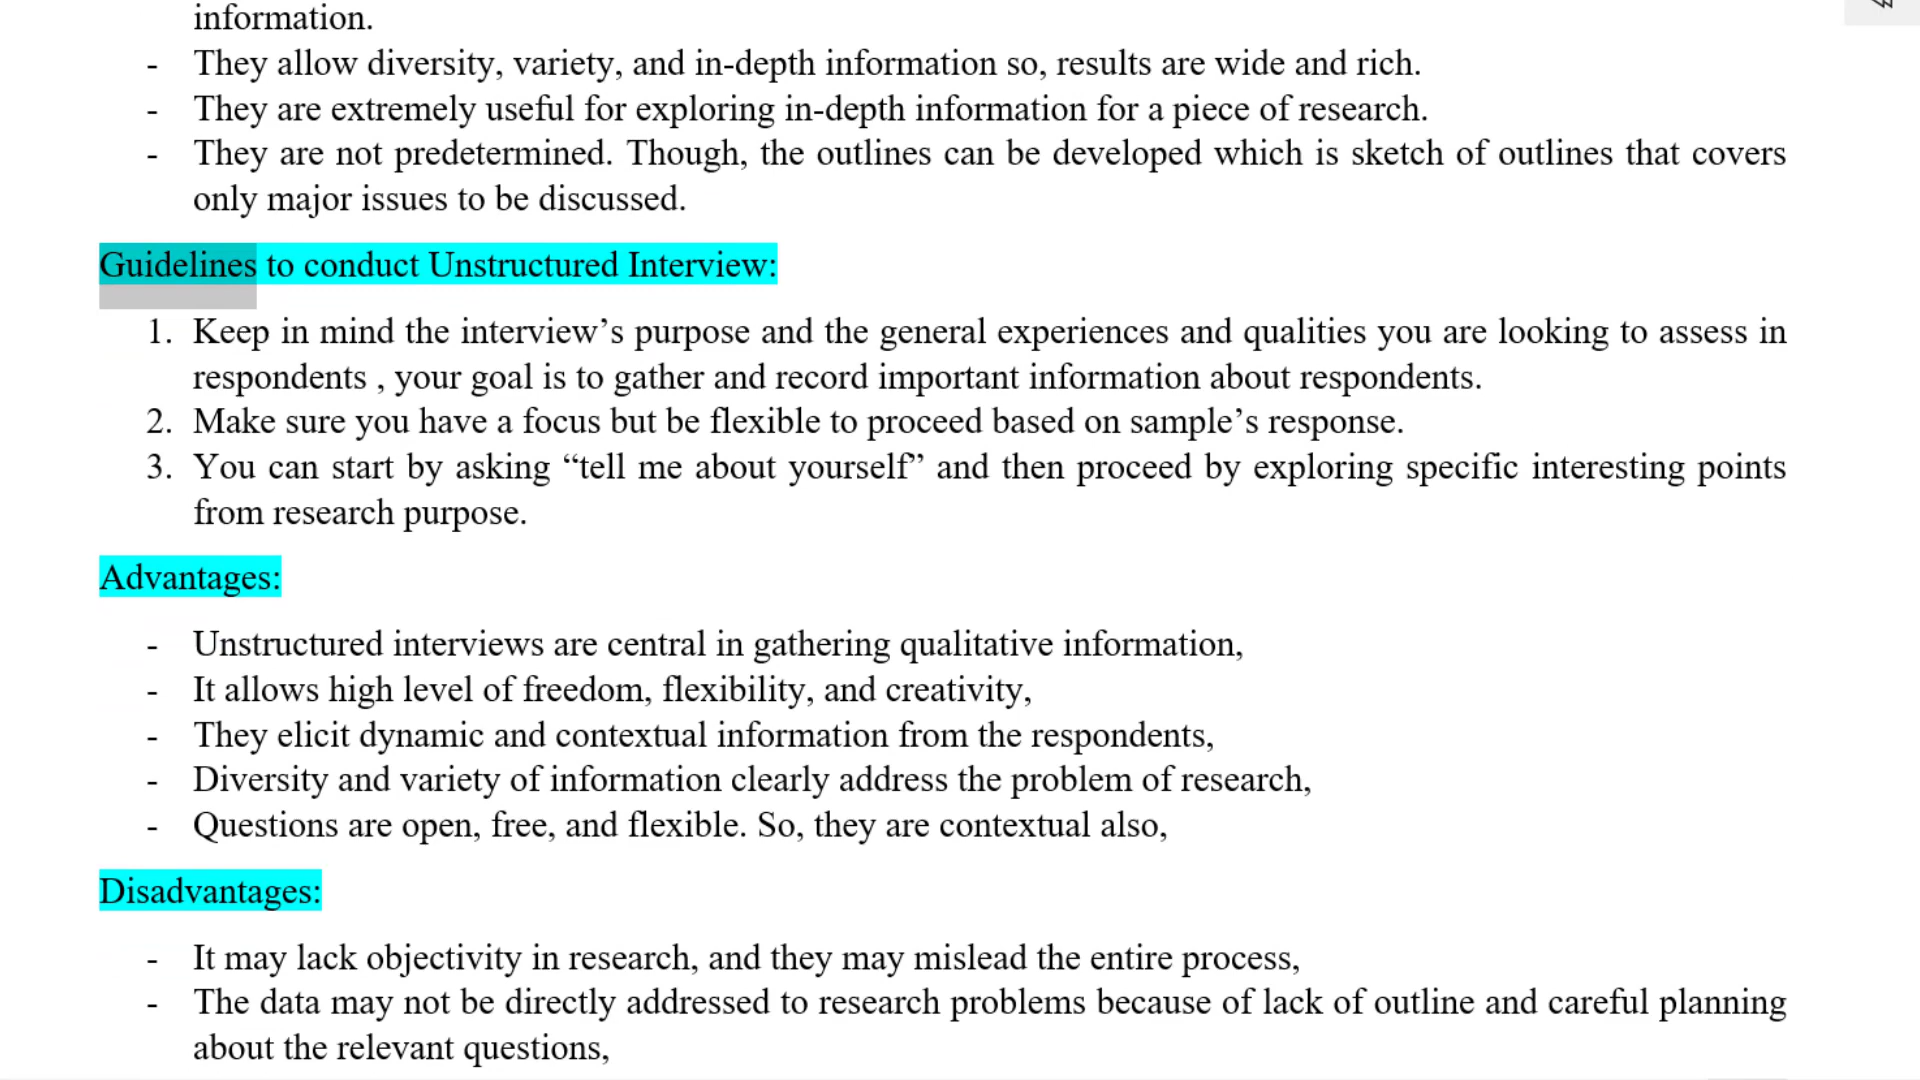 information.
- They allow diversity, variety, and in-depth information so, results are wide and rich.
- They are extremely useful for exploring in-depth information for a piece of research.
- They are not predetermined. Though, the outlines can be developed which is sketch of outlines that covers
only major issues to be discussed.
Guidelines to conduct Unstructured Interview:
1. Keep in mind the interview’s purpose and the general experiences and qualities you are looking to assess in
respondents , your goal is to gather and record important information about respondents.
2. Make sure you have a focus but be flexible to proceed based on sample’s response.
3. You can start by asking “tell me about yourself” and then proceed by exploring specific interesting points
from research purpose.
Advantages:
- Unstructured interviews are central in gathering qualitative information,
- It allows high level of freedom, flexibility, and creativity,
- They elicit dynamic and contextual information from the respondents,
- Diversity and variety of information clearly address the problem of research,
- Questions are open, free, and flexible. So, they are contextual also,
Disadvantages:
- It may lack objectivity in research, and they may mislead the entire process,
- The data may not be directly addressed to research problems because of lack of outline and careful planning
about the relevant questions,